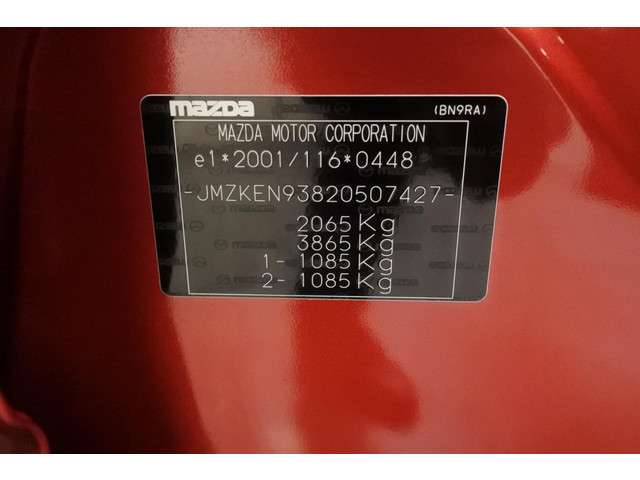 mazda (BN9RA)
MAZDA MOTOR CORPORATION
e1*2001/116*0448
-JMZKEN93820507427-
2065 Kg
3865 Kg
1- 1085 Kg
2- 1085 Kg